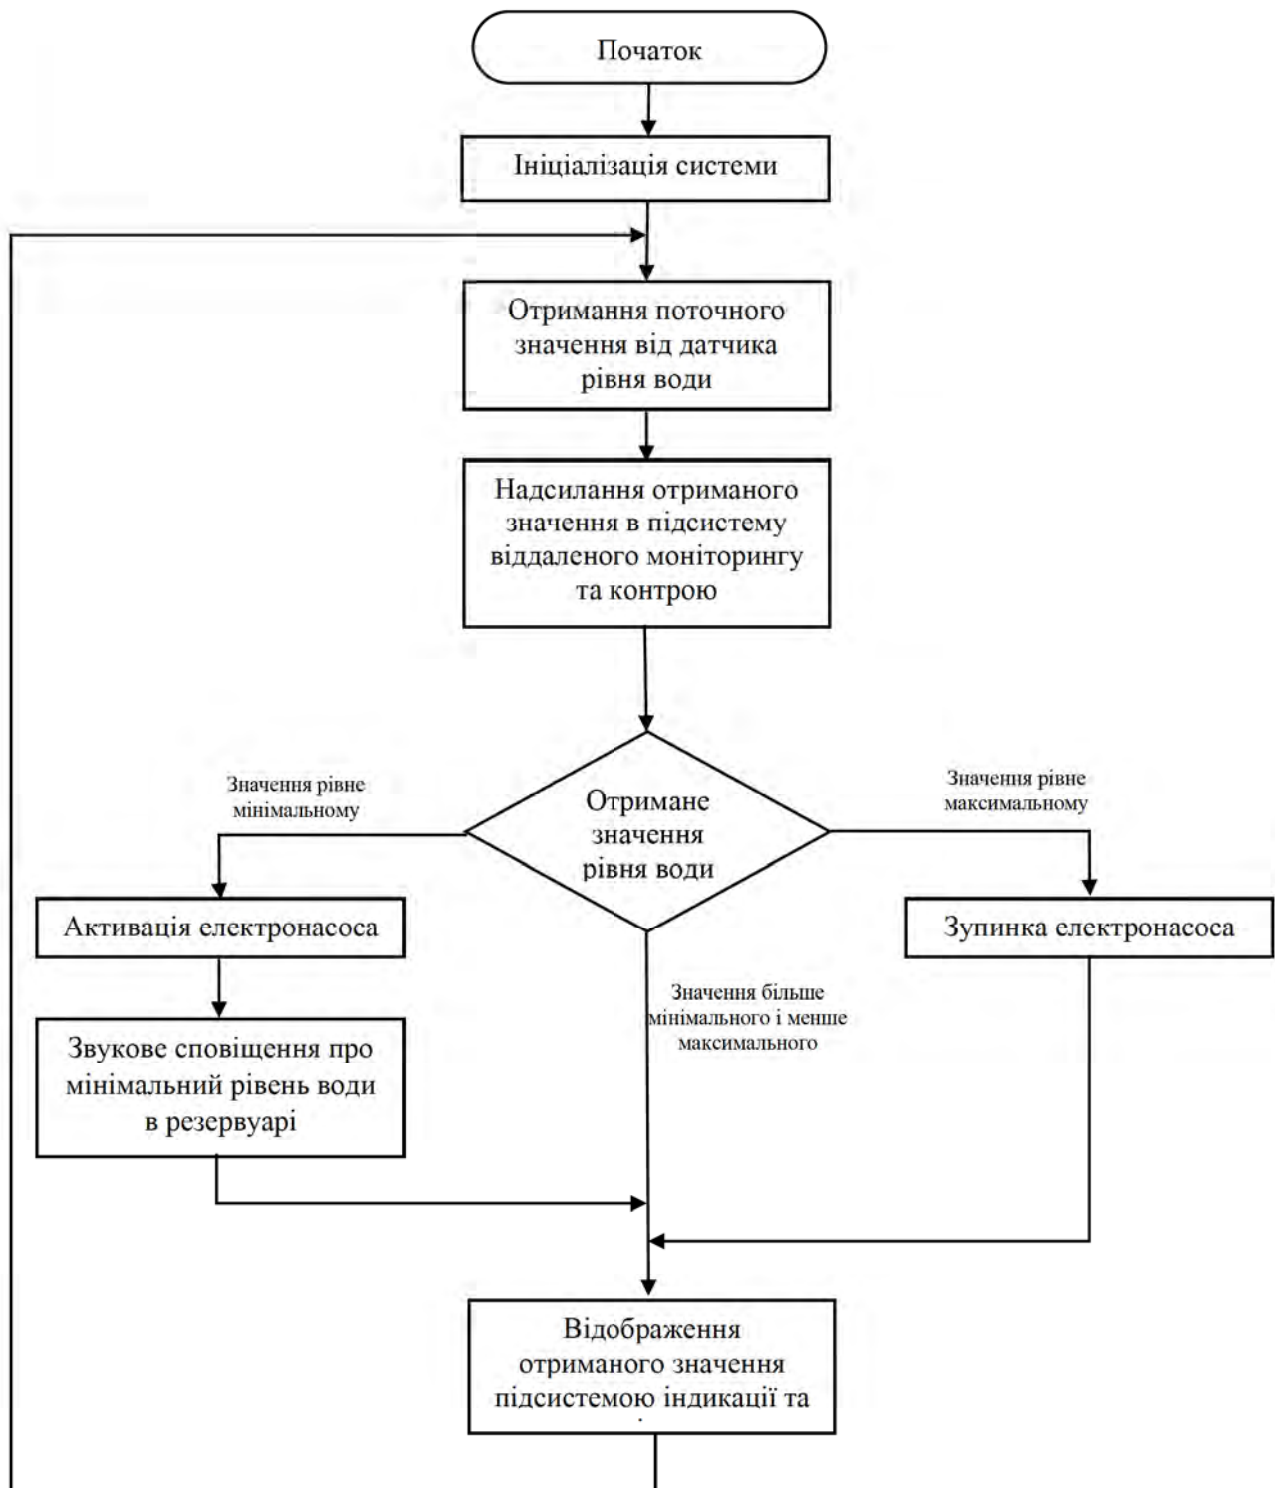 Початок
Ініціалізація системи
Отримання поточного
значення від датчика
рівня води
Надсилання отриманого
значення в підсистему
віддаленого моніторингу
та контрою
Значення рівне
мінімальному
Отримане
значення
рівня води
Значення рівне
максимальному
Активація електронасоса
Зупинка електронасоса
Значення більше
мінімального і менше
максимального
Звукове сповіщення про
мінімальний рівень води
в резервуарі
Відображення
отриманого значення
підсистемою індикації та